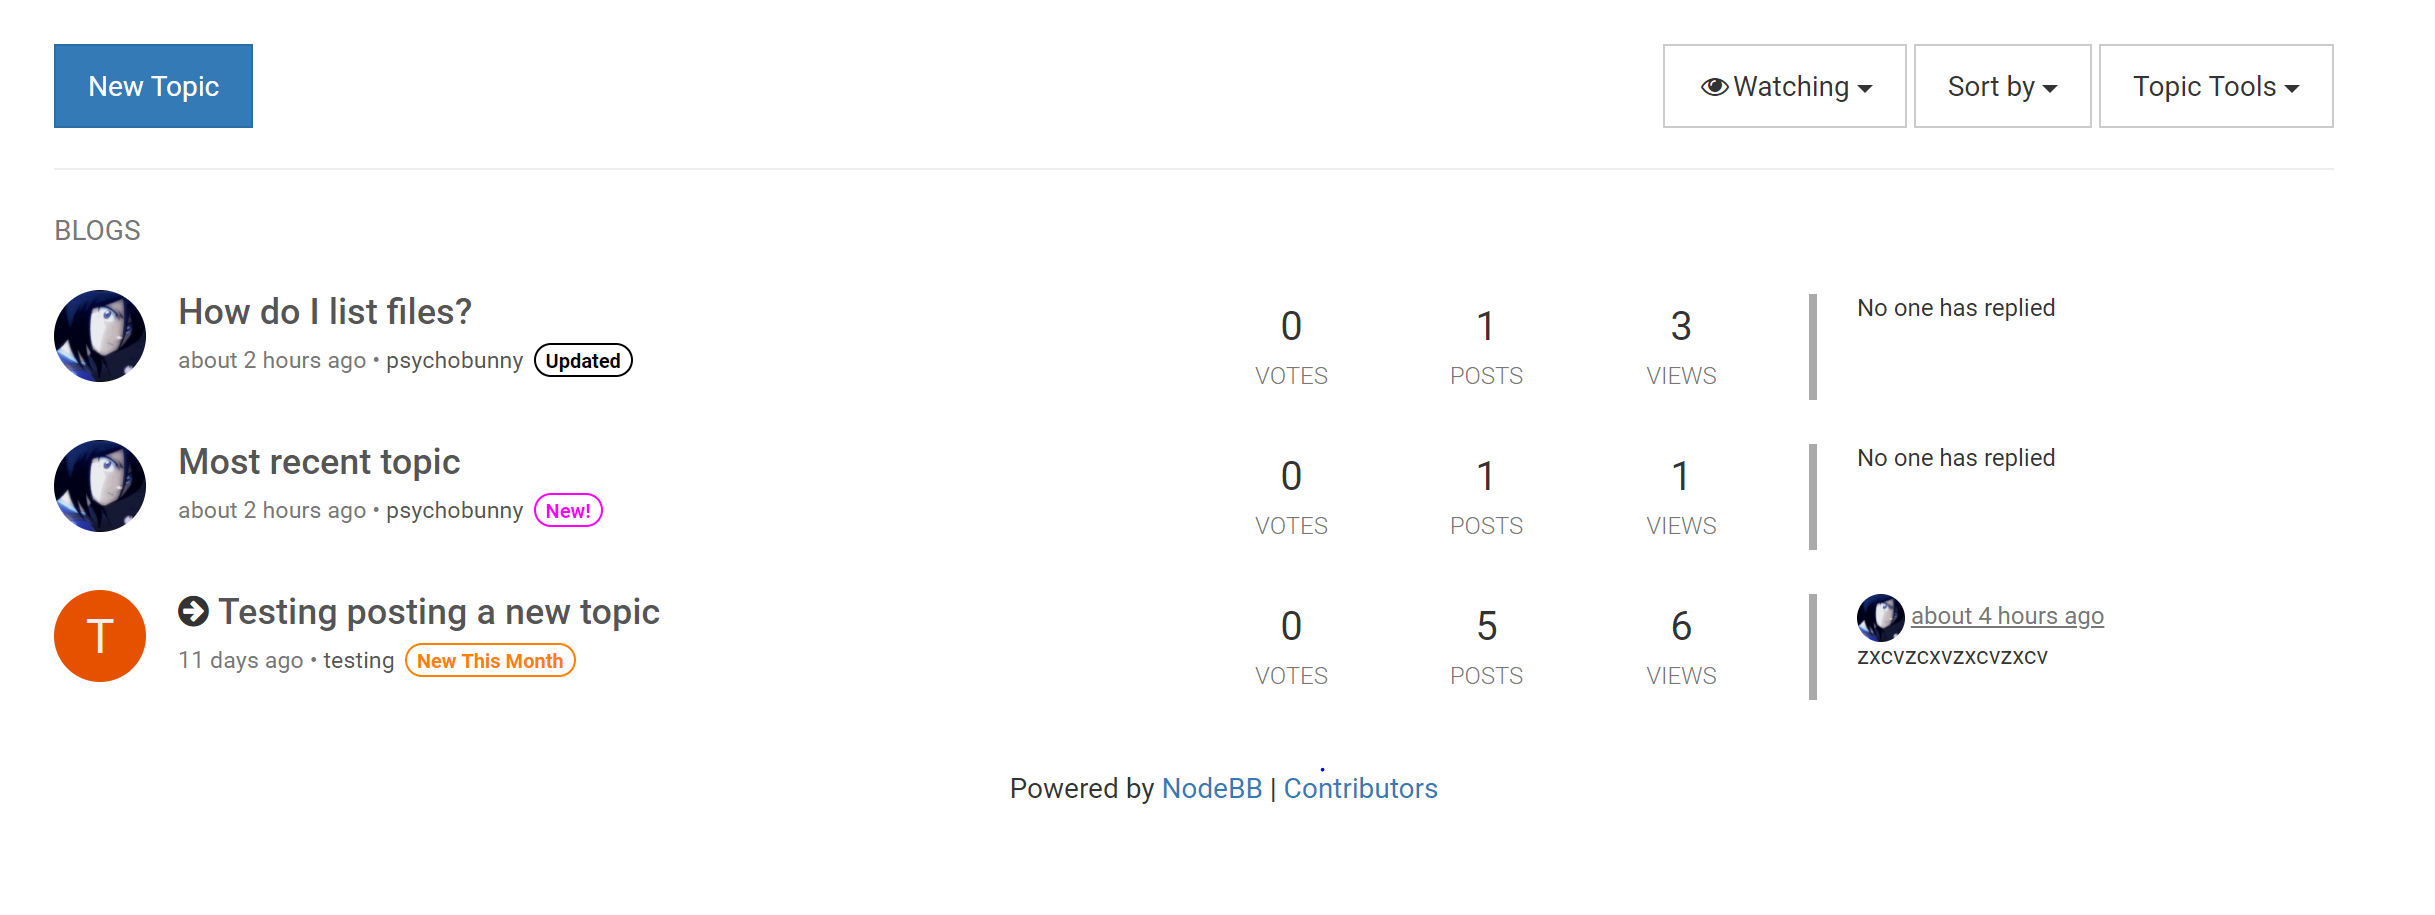 New Topic
Watching
Sort by
Topic Tools
BLOGS
How do I list files?
about 2 hours ago • psychobunny Updated
0 1 3
VOTES POSTS VIEWS
No one has replied
Most recent topic
about 2 hours ago • psychobunny New!
0 1 1
VOTES POSTS VIEWS
No one has replied
T
Testing posting a new topic
11 days ago • testing New This Month
0 5 6
VOTES POSTS VIEWS
about 4 hours ago
zxcvzcxvzxcvzxcv
Powered by NodeBB | Contributors